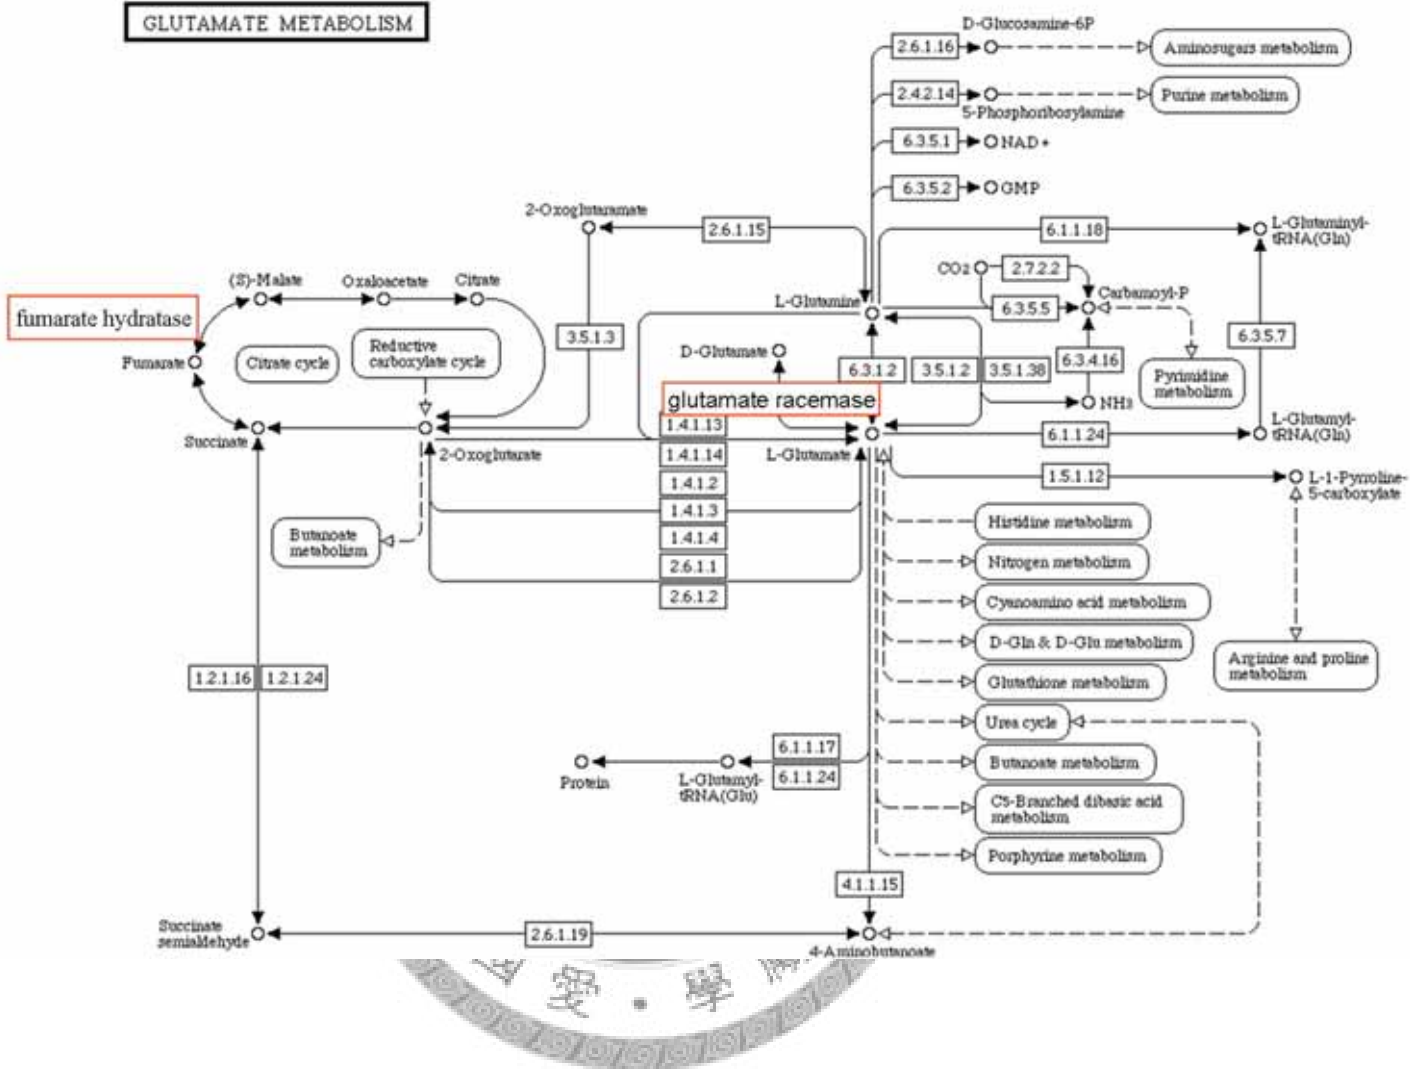 GLUTAMATE METABOLISM
D-Glucosamine-6P
2.6.1.16
Aminosugars metabolism
2.4.2.14
5-Phosphoribosylamine
Purine metabolism
6.3.5.1
NAD+
6.3.5.2
GMP
2-Oxoglutaramate
2.6.1.15
6.1.1.18
L-Glutaminyl-
tRNA(Gln)
CO2
2.7.2.2
(S)-Malate
Oxaloacetate
Citrate
L-Glutamine
6.3.5.5
Carbamoyl-P
fumarate hydratase
3.5.1.3
6.3.5.7
Fumarate
Citrate cycle
Reductive
carboxylate cycle
D-Glutamate
6.3.1.2
3.5.1.2
3.5.1.38
6.3.4.16
Pyrimidine
metabolism
glutamate racemase
NH3
Succinate
2-Oxoglutarate
1.4.1.13
1.4.1.14
1.4.1.2
1.4.1.3
1.4.1.4
2.6.1.1
2.6.1.2
L-Glutamate
6.1.1.24
L-Glutamyl-
tRNA(Gln)
1.5.1.12
L-1-Pyrroline-
5-carboxylate
Butanoate
metabolism
Histidine metabolism
Nitrogen metabolism
Cyanoamino acid metabolism
D-Gln & D-Glu metabolism
Glutathione metabolism
Arginine and proline
metabolism
1.2.1.16
1.2.1.24
Urea cycle
Butanoate metabolism
C5-Branched dibasic acid
metabolism
Porphyrine metabolism
Protein
L-Glutamyl-
tRNA(Glu)
6.1.1.17
6.1.1.24
4.1.1.15
Succinate
semialdehyde
2.6.1.19
4-Aminobutanoate
愛 · 學